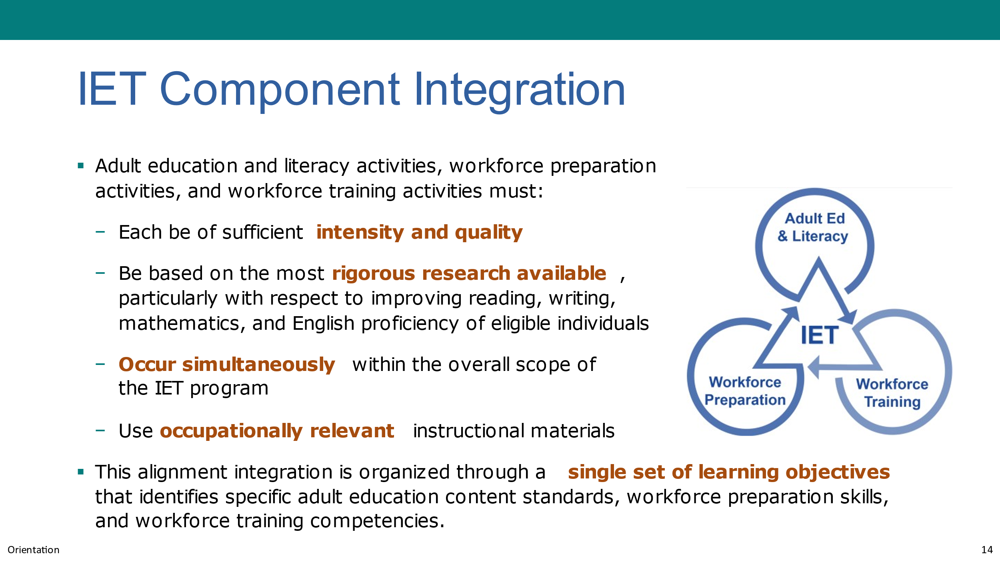 IET Component Integration
▪ Adult education and literacy activities, workforce preparation
activities, and workforce training activities must:
– Each be of sufficient intensity and quality
– Be based on the most rigorous research available ,
particularly with respect to improving reading, writing,
mathematics, and English proficiency of eligible individuals
– Occur simultaneously within the overall scope of
the IET program
– Use occupationally relevant instructional materials
▪ This alignment integration is organized through a single set of learning objectives
that identifies specific adult education content standards, workforce preparation skills,
and workforce training competencies.
Adult Ed
& Literacy
IET
Workforce
Preparation
Workforce
Training
Orientation
14